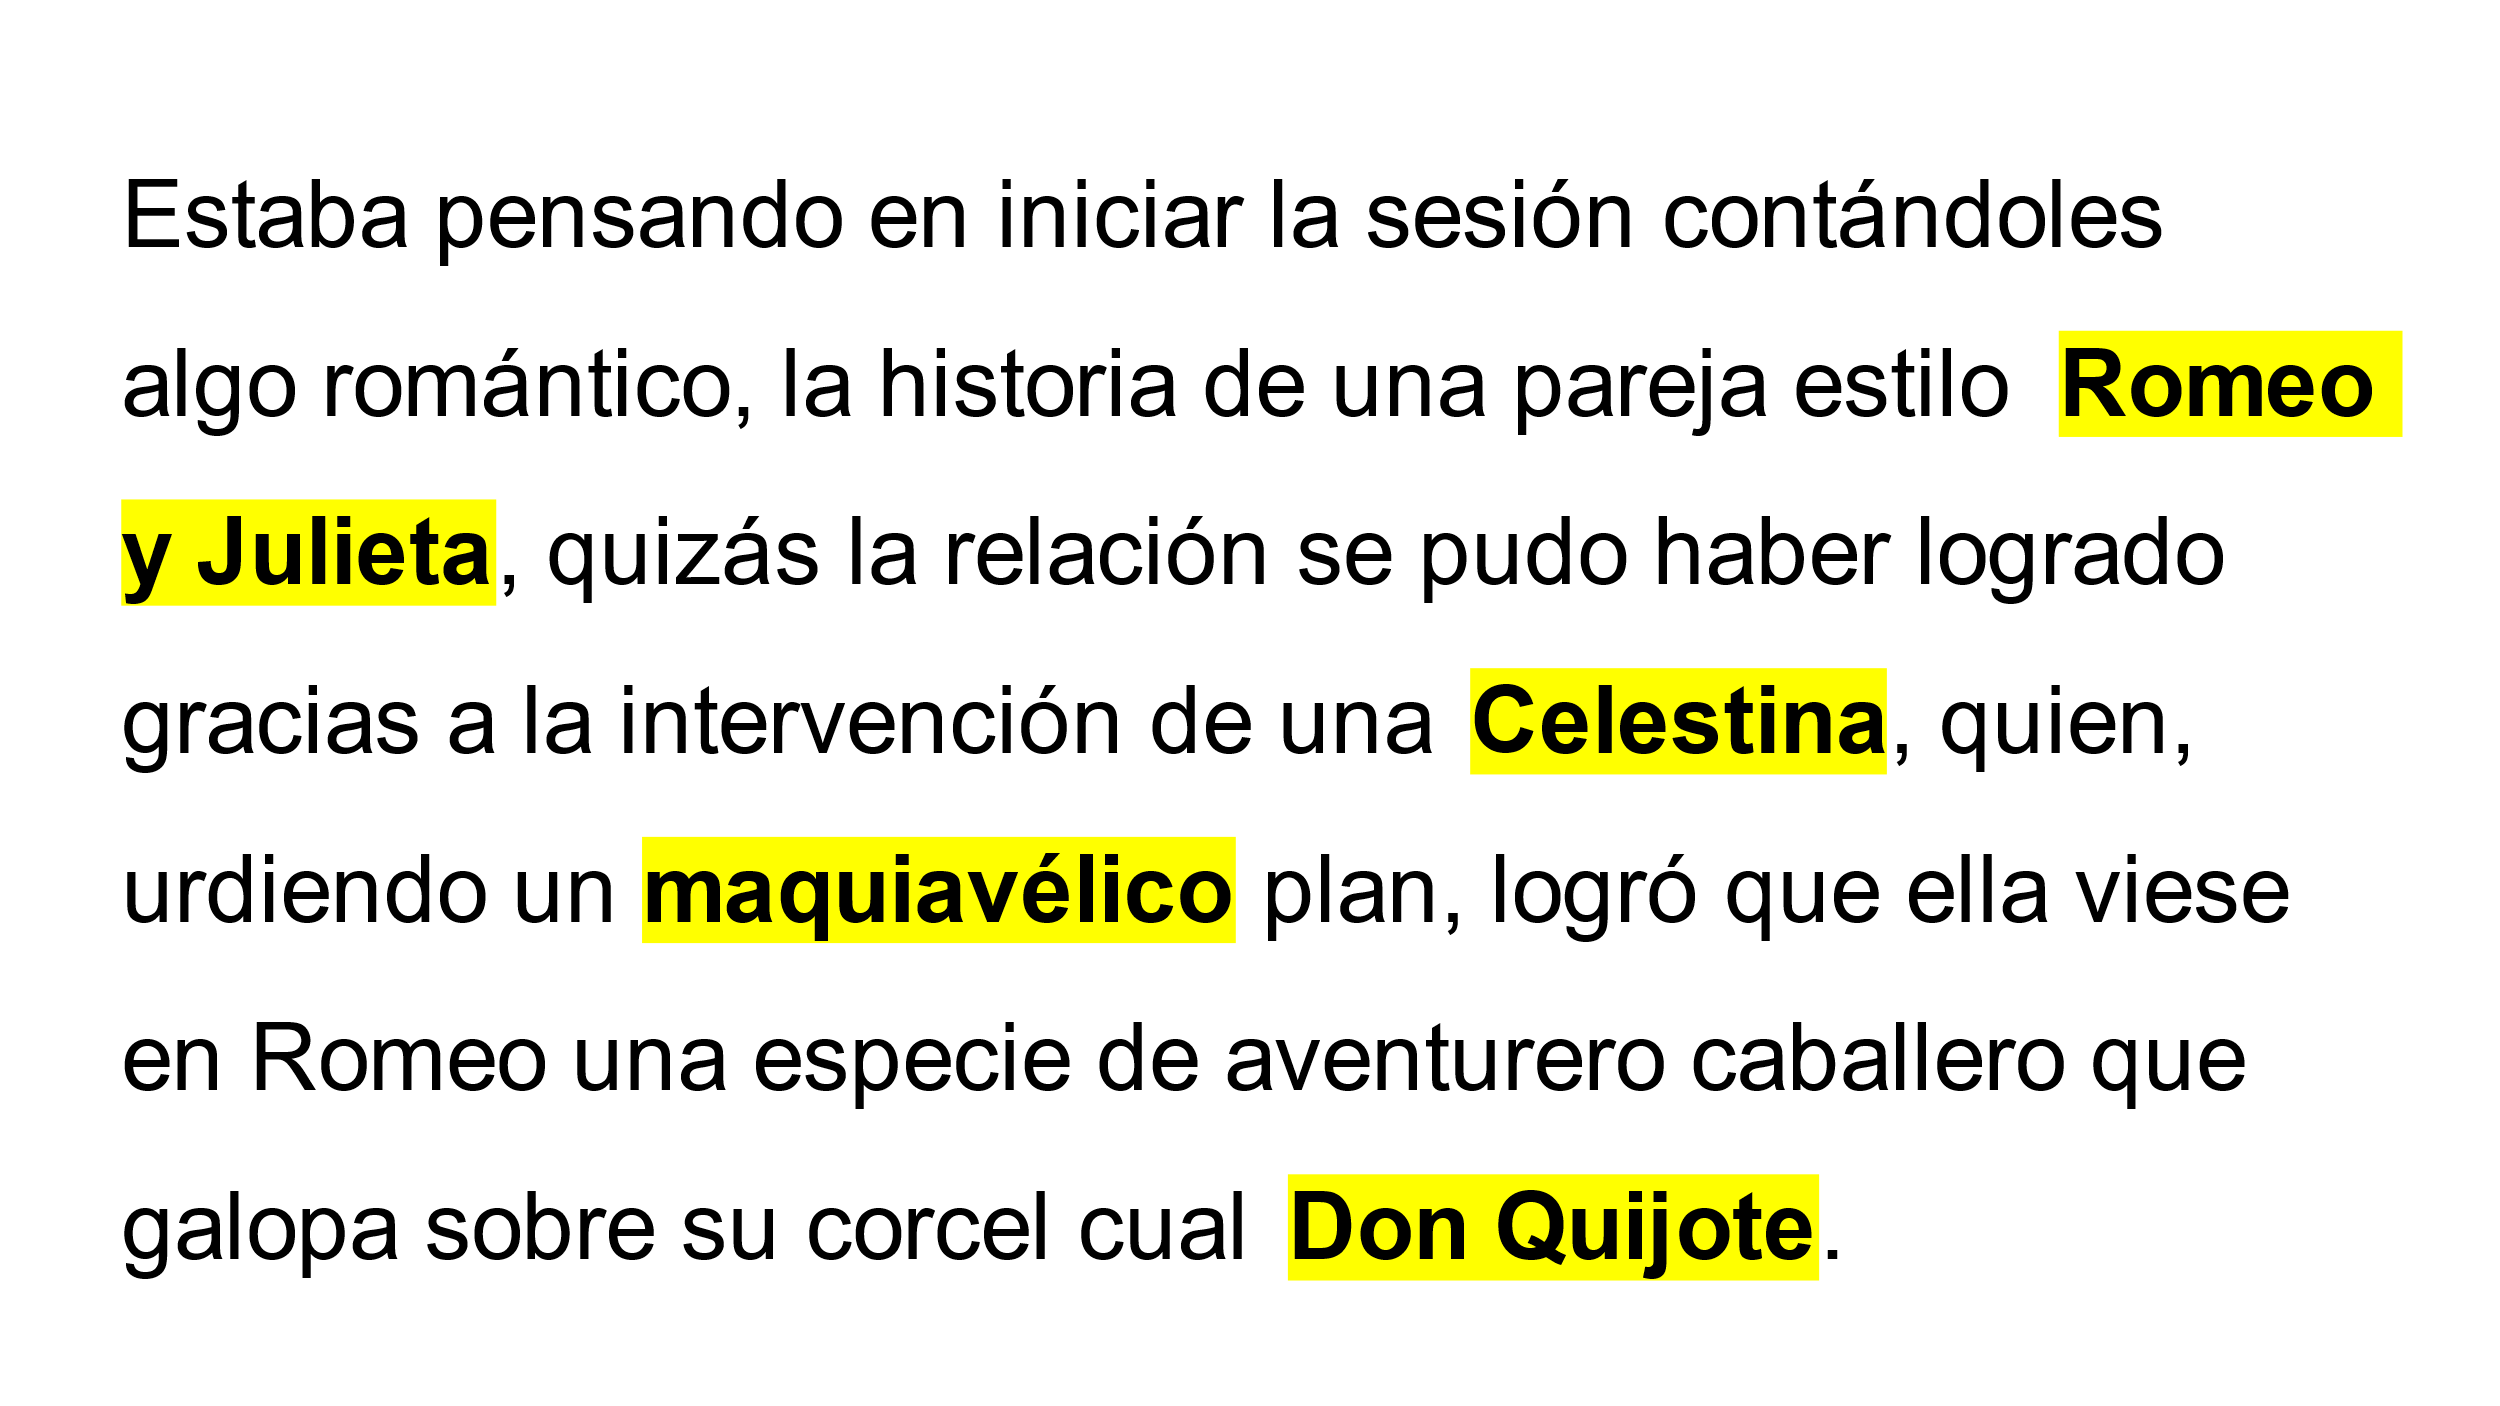 Estaba pensando en iniciar la sesión contándoles
algo romántico, la historia de una pareja estilo Romeo
y Julieta, quizás la relación se pudo haber logrado
gracias a la intervención de una Celestina, quien,
urdiendo un maquiavélico plan, logró que ella viese
en Romeo una especie de aventurero caballero que
galopa sobre su corcel cual Don Quijote.